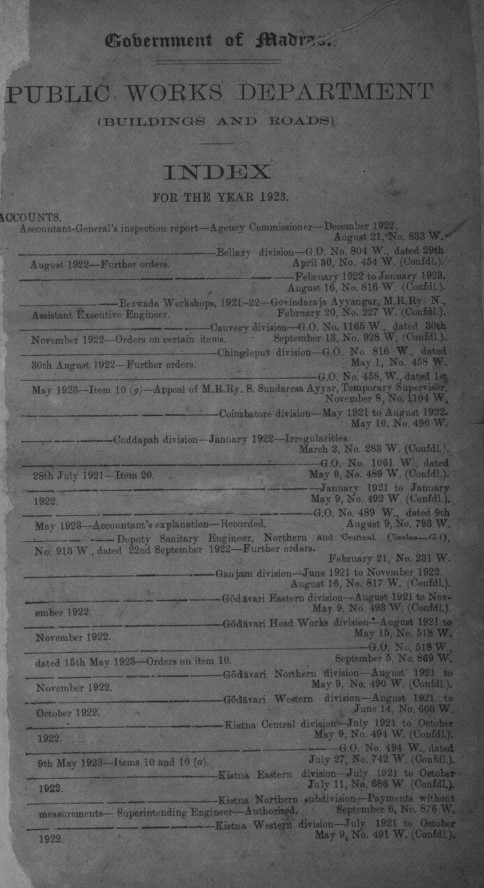 Government of Madras.
PUBLIC WORKS DEPARTMENT
(BUILDINGS AND ROADS)
INDEX
FOR THE YEAR 1923.
ACCOUNTS.
Accountant-General's inspection report—Agency Commissioner—December 1922.
August 21, No. 833 W.
—Bellary division—G.O. No. 804 W., dated 29th
August 1922—Further orders. April 30, No. 454 W. (Confdl.).
—February 1922 to January 1923.
August 16, No. 816 W. (Confdl.).
—Bezwada Workshops, 1921-22—Govindaraja Ayyangar, M.R.Ry. N.,
Assistant Executive Engineer. February 20, No. 227 W. (Confdl.).
—Cauvery division—G.O. No. 1165 W., dated 30th
November 1922—Orders on certain items. September 13, No. 928 W. (Confdl.).
—Chingleput division—G.O. No. 816 W., dated
30th August 1922—Further orders. May 1, No. 458 W.
—G.O. No. 458, W., dated 1st
May 1923—Item 10 (g)—Appeal of M.R.Ry. S. Sundaresa Ayyar, Temporary Supervisor.
November 8, No. 1104 W.
—Coimbatore division—May 1921 to August 1922.
May 10, No. 496 W.
—Cuddapah division—January 1922—Irregularities.
March 2, No. 283 W. (Confdl.).
—G.O. No. 1061 W., dated
28th July 1921—Item 20. May 9, No. 489 W. (Confdl.).
—January 1921 to January
1922. May 9, No. 492 W. (Confdl.).
—G.O. No. 489 W., dated 9th
May 1923—Accountant's explanation—Recorded. August 9, No. 793 W.
—Deputy Sanitary Engineer, Northern and Central Circles—G.O.
No. 913 W., dated 22nd September 1922—Further orders.
February 21, No. 231 W.
—Ganjam division—June 1921 to November 1922.
August 16, No. 817 W. (Confdl.).
—Gōdāvari Eastern division—August 1921 to Nov-
ember 1922. May 9, No. 493 W. (Confdl.).
—Gōdāvari Head Works division—August 1921 to
November 1922. May 15, No. 518 W.
—G.O. No. 518 W.,
dated 15th May 1923—Orders on item 10. September 5, No. 869 W.
—Gōdāvari Northern division—August 1921 to
November 1922. May 9, No. 490 W. (Confdl.).
—Gōdāvari Western division—August 1921 to
October 1922. June 14, No. 603 W.
—Kistna Central division—July 1921 to October
1922. May 9, No. 494 W. (Confdl.).
—G.O. No. 494 W., dated
9th May 1923—Items 10 and 16 (a). July 27, No. 742 W. (Confdl.).
—Kistna Eastern division—July 1921 to October
1922. July 11, No. 686 W. (Confdl.).
—Kistna Northern subdivision—Payments without
measurements—Superintending Engineer—Authorised. September 6, No. 876 W.
—Kistna Western division—July 1921 to October
1922. May 9, No. 491 W. (Confdl.).